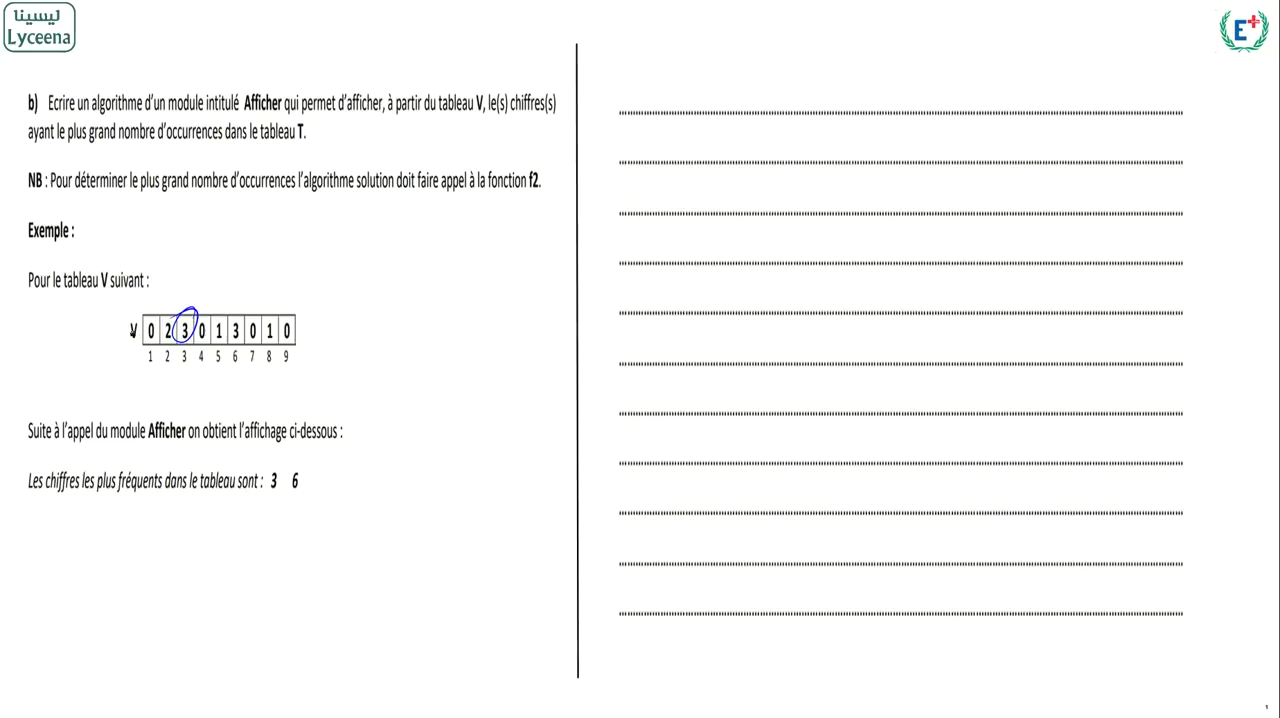 ليسينا
Lyceena
E+
b) Ecrire un algorithme d'un module intitulé Afficher qui permet d'afficher, à partir du tableau V, le(s) chiffres(s)
ayant le plus grand nombre d'occurrences dans le tableau T.
NB : Pour déterminer le plus grand nombre d'occurrences l'algorithme solution doit faire appel à la fonction f2.
Exemple :
Pour le tableau V suivant :
V 0 2 3 0 1 3 0 1 0
1 2 3 4 5 6 7 8 9
Suite à l'appel du module Afficher on obtient l'affichage ci-dessous :
Les chiffres les plus fréquents dans le tableau sont : 3 6
1